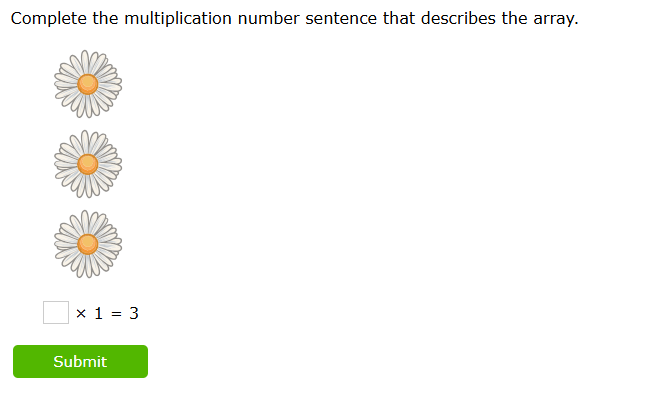 Complete the multiplication number sentence that describes the array.
× 1 = 3
Submit